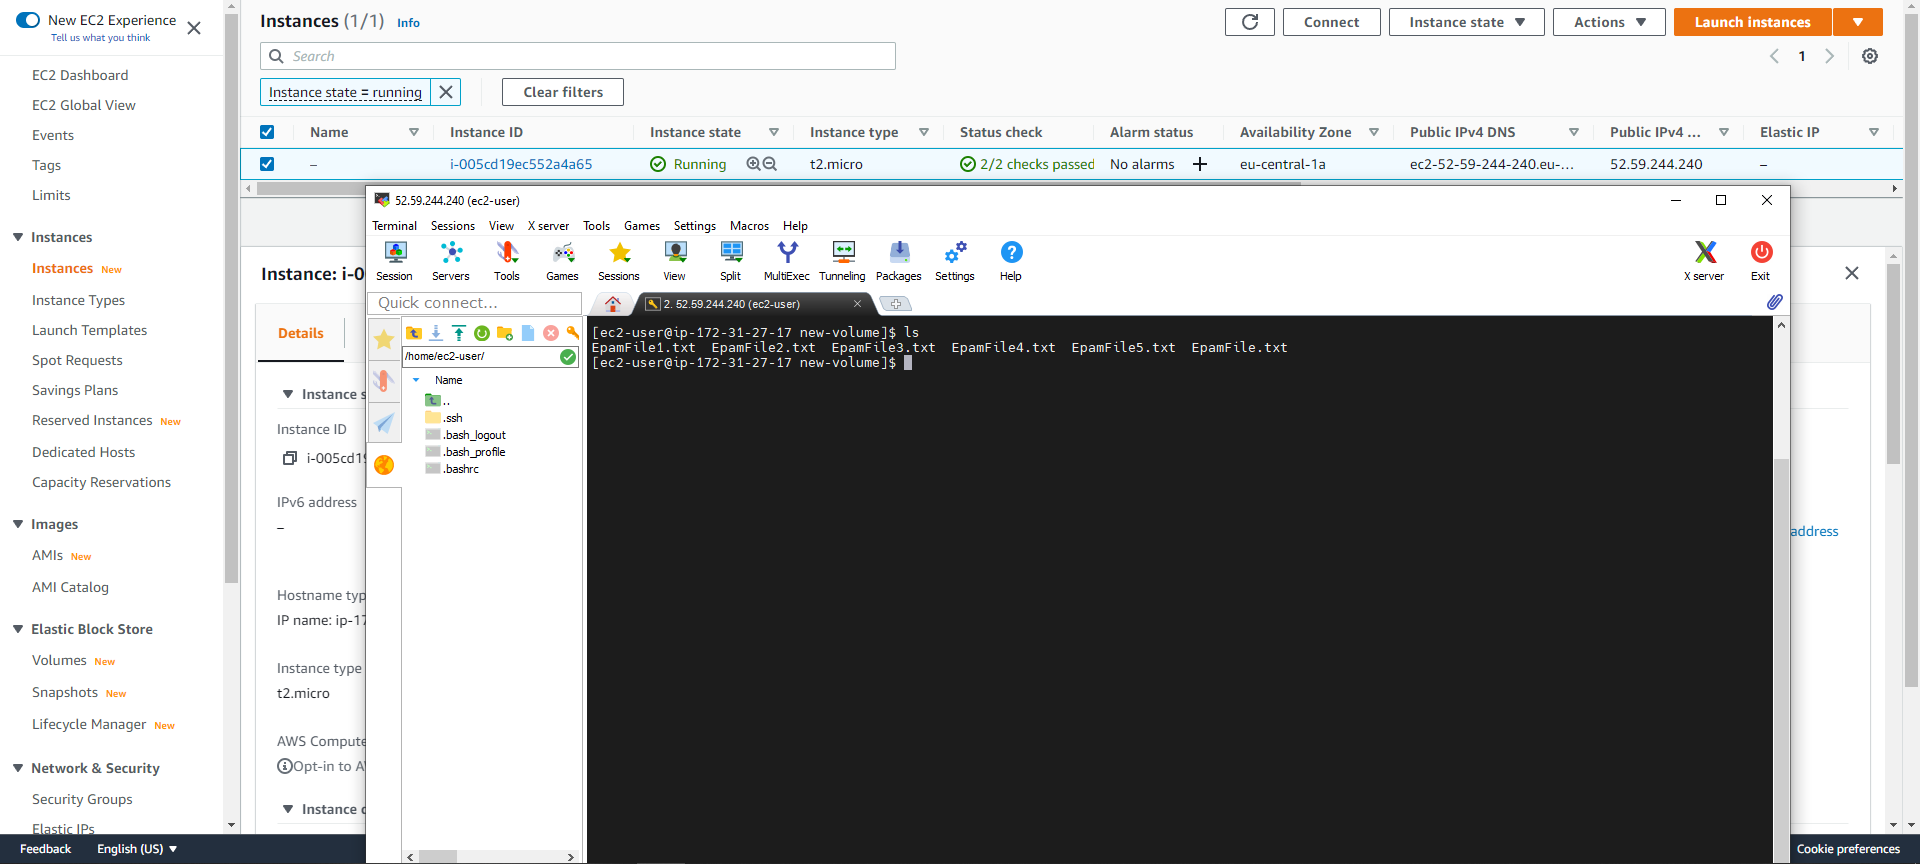 New EC2 Experience
Tell us what you think
EC2 Dashboard
EC2 Global View
Events
Tags
Limits
Instances
Instances New
Instance Types
Launch Templates
Spot Requests
Savings Plans
Reserved Instances New
Dedicated Hosts
Capacity Reservations
Images
AMIs New
AMI Catalog
Elastic Block Store
Volumes New
Snapshots New
Lifecycle Manager New
Network & Security
Security Groups
Elastic IPs
Instances (1/1) Info
Connect
Instance state
Actions
Launch instances
Search
1
Instance state = running
Clear filters
Name Instance ID Instance state Instance type Status check Alarm status Availability Zone Public IPv4 DNS Public IPv4 ... Elastic IP
– i-005cd19ec552a4a65 Running t2.micro 2/2 checks passed No alarms + eu-central-1a ec2-52-59-244-240.eu-... 52.59.244.240 –
Instance: i-0
Details
Instance s
Instance ID
i-005cd19
IPv6 address
–
address
Hostname typ
IP name: ip-17
Instance type
t2.micro
AWS Compute
Opt-in to A
Instance
52.59.244.240 (ec2-user)
Terminal Sessions View X server Tools Games Settings Macros Help
Session Servers Tools Games Sessions View Split MultiExec Tunneling Packages Settings Help X server Exit
Quick connect...
2. 52.59.244.240 (ec2-user)
/home/ec2-user/
Name
..
.ssh
.bash_logout
.bash_profile
.bashrc
[ec2-user@ip-172-31-27-17 new-volume]$ ls
EpamFile1.txt EpamFile2.txt EpamFile3.txt EpamFile4.txt EpamFile5.txt EpamFile.txt
[ec2-user@ip-172-31-27-17 new-volume]$
Feedback English (US) Cookie preferences